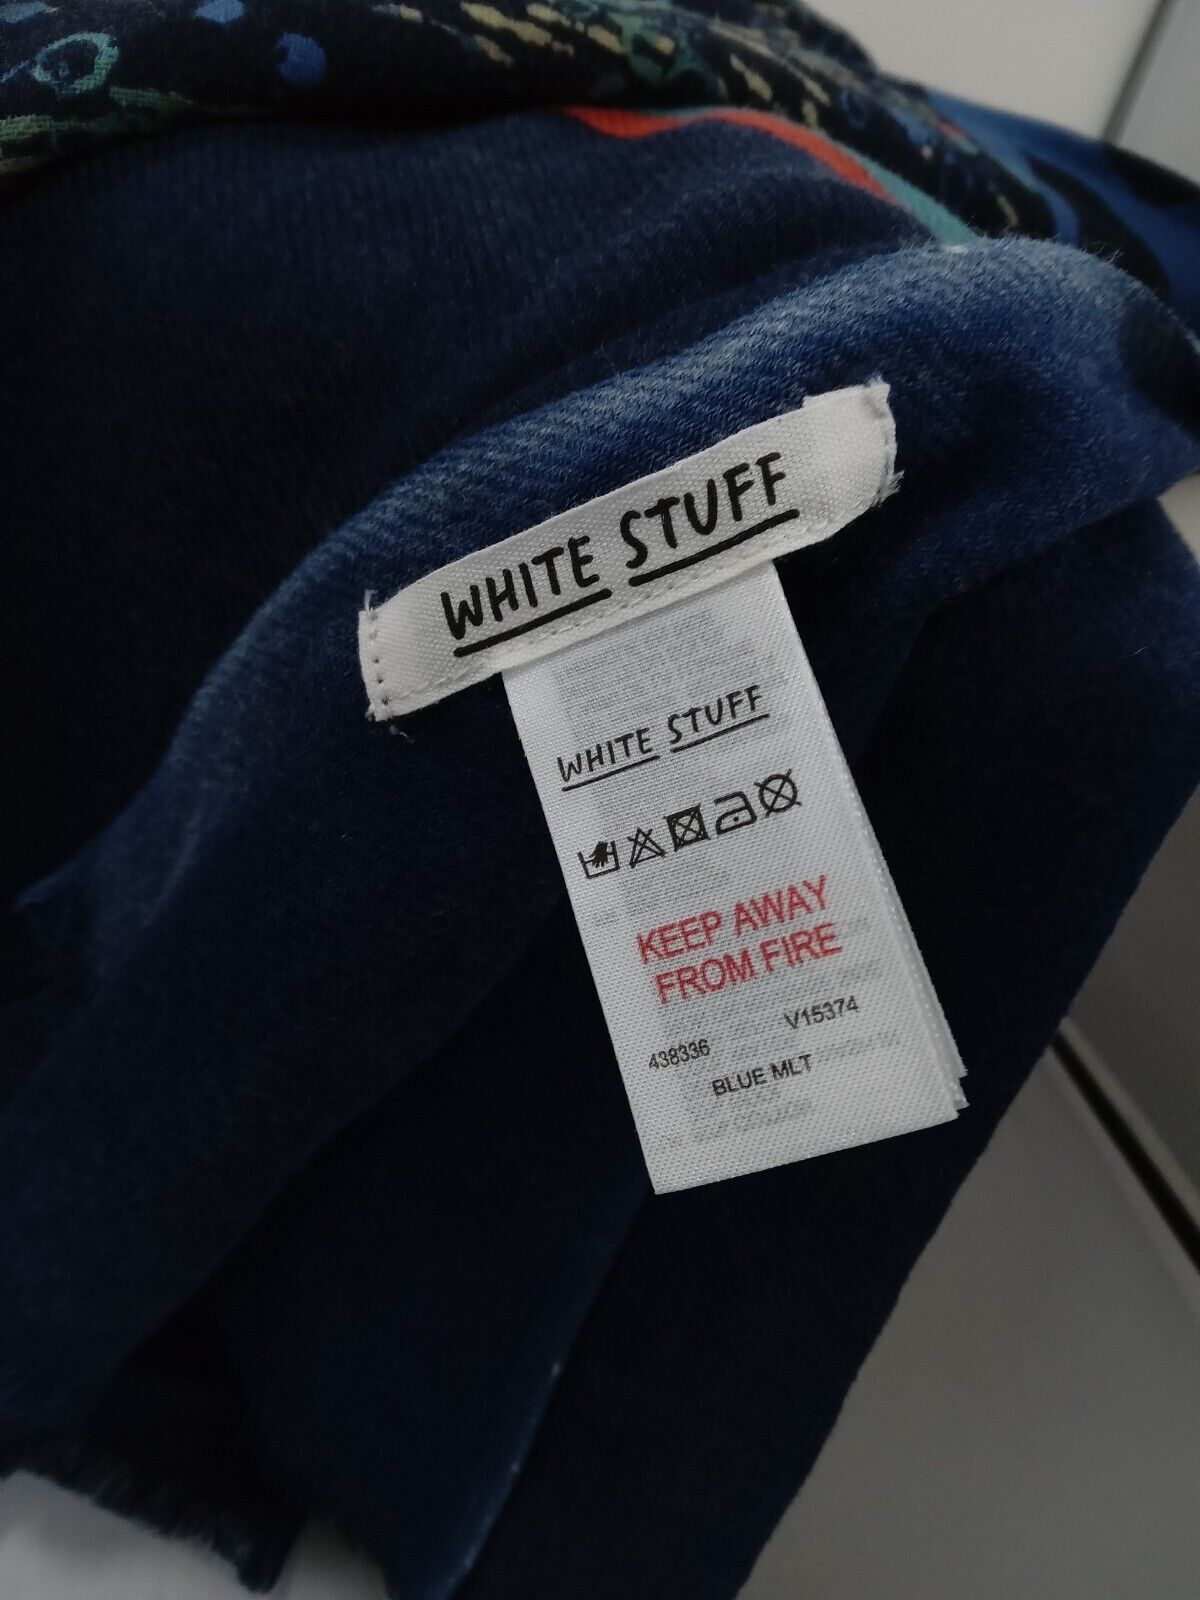 WHITE STUFF
WHITE STUFF
KEEP AWAY
FROM FIRE
V15374
438336
BLUE MLT